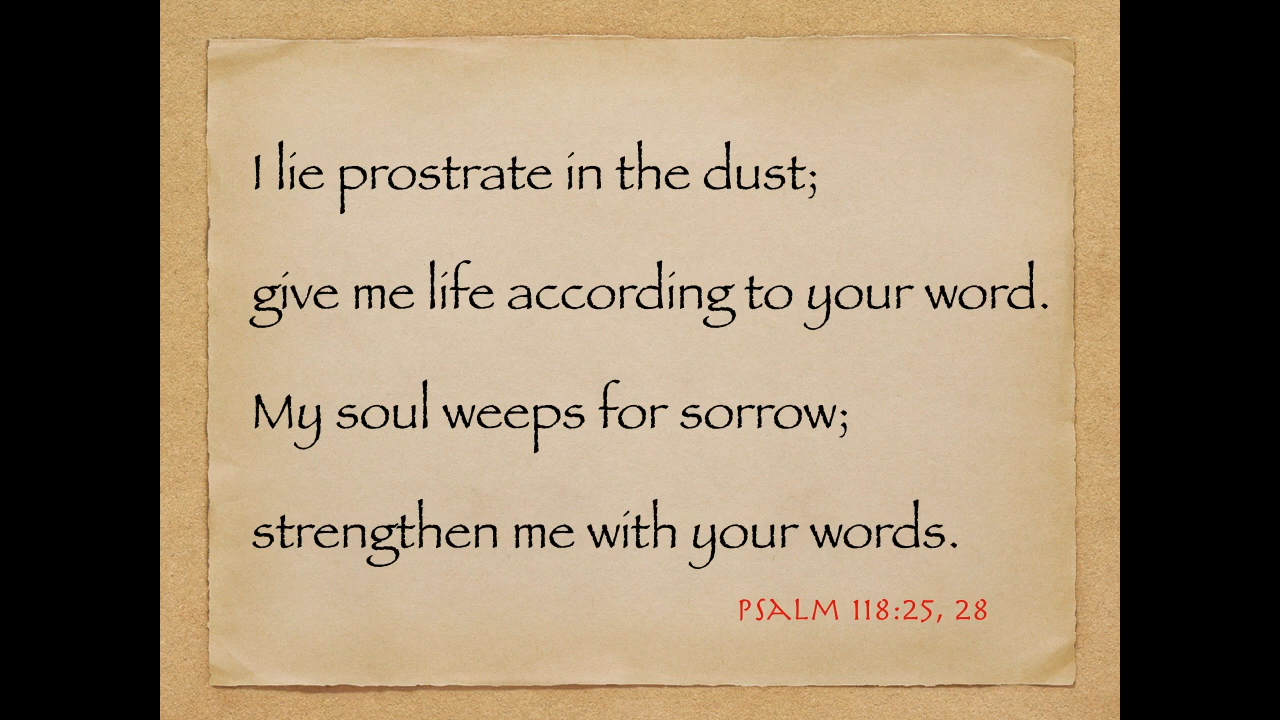 I lie prostrate in the dust;
give me life according to your word.
My soul weeps for sorrow;
strengthen me with your words.
PSALM 118:25, 28